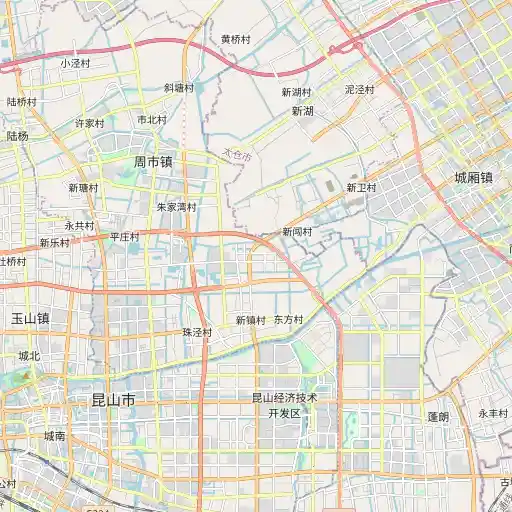 黄桥村
小泾村
斜塘村
新湖村
泥泾村
陆桥村
新湖
市北村
许家村
陆杨
太仓市
周市镇
城厢镇
新塘村
新卫村
朱家湾村
永共村
新闯村
平庄村
新乐村
社桥村
玉山镇
新镇村
东方村
珠泾村
城北
昆山市
昆山经济技术
开发区
蓬朗
永丰村
城南